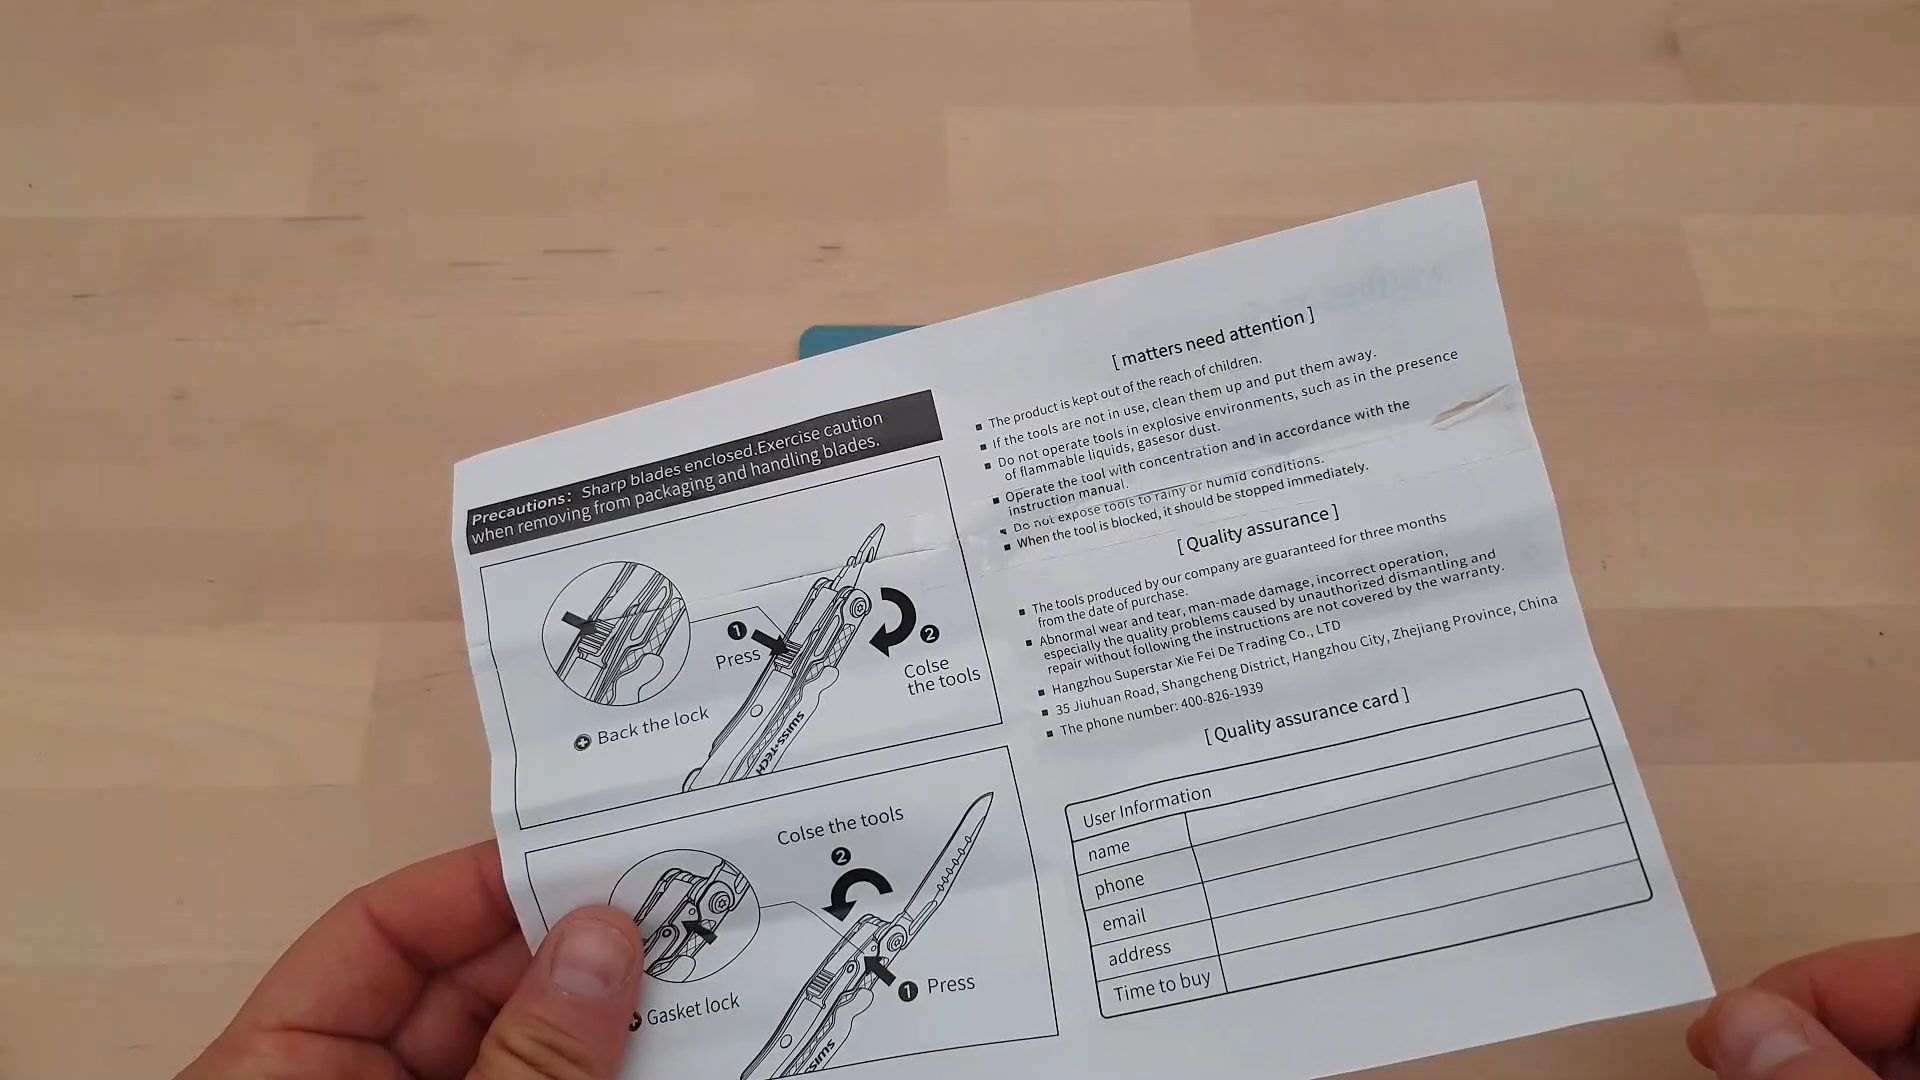 Precautions: Sharp blades enclosed.Exercise caution
when removing from packaging and handling blades.
1
Press
2
Colse
the tools
Back the lock
SWISS+TECH
Colse the tools
2
1 Press
Gasket lock
SWISS
[ matters need attention ]
The product is kept out of the reach of children.
If the tools are not in use, clean them up and put them away.
Do not operate tools in explosive environments, such as in the presence
of flammable liquids, gasesor dust.
Operate the tool with concentration and in accordance with the
instruction manual.
Do not expose tools to rainy or humid conditions.
When the tool is blocked, it should be stopped immediately.
[ Quality assurance ]
The tools produced by our company are guaranteed for three months
from the date of purchase.
Abnormal wear and tear, man-made damage, incorrect operation,
especially the quality problems caused by unauthorized dismantling and
repair without following the instructions are not covered by the warranty.
Hangzhou Superstar Xie Fei De Trading Co., LTD
35 Jiuhuan Road, Shangcheng District, Hangzhou City, Zhejiang Province, China
The phone number: 400-826-1939
[ Quality assurance card ]
User Information
name
phone
email
address
Time to buy